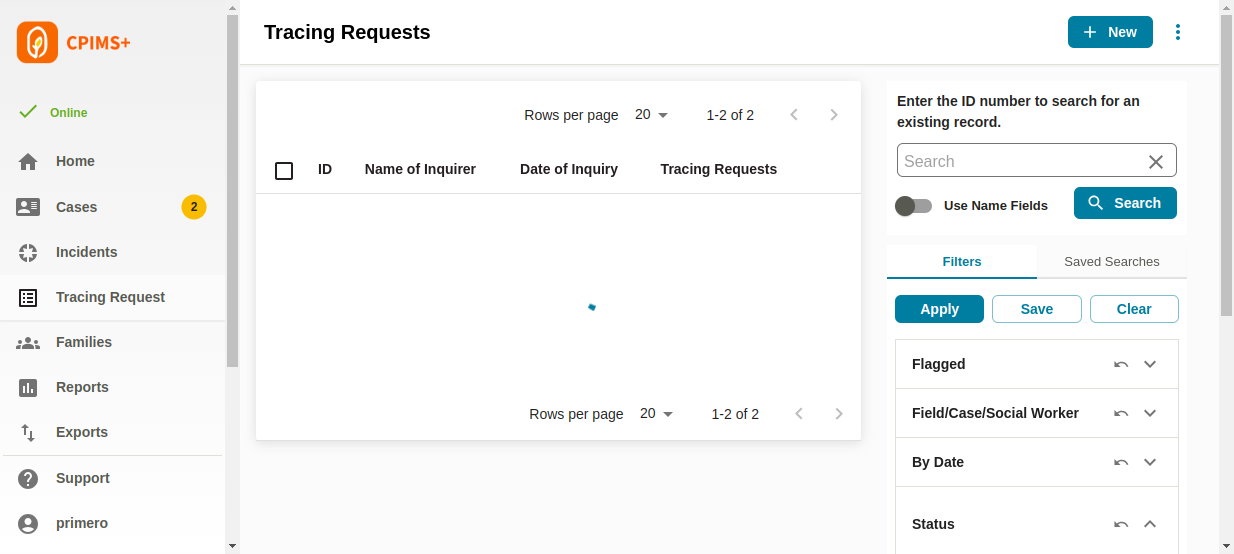 CPIMS+
Online
Home
Cases
2
Incidents
Tracing Request
Families
Reports
Exports
Support
primero
Tracing Requests
New
Rows per page 20 1-2 of 2
ID Name of Inquirer Date of Inquiry Tracing Requests
Rows per page 20 1-2 of 2
Enter the ID number to search for an
existing record.
Search
Use Name Fields
Search
Filters Saved Searches
Apply Save Clear
Flagged
Field/Case/Social Worker
By Date
Status